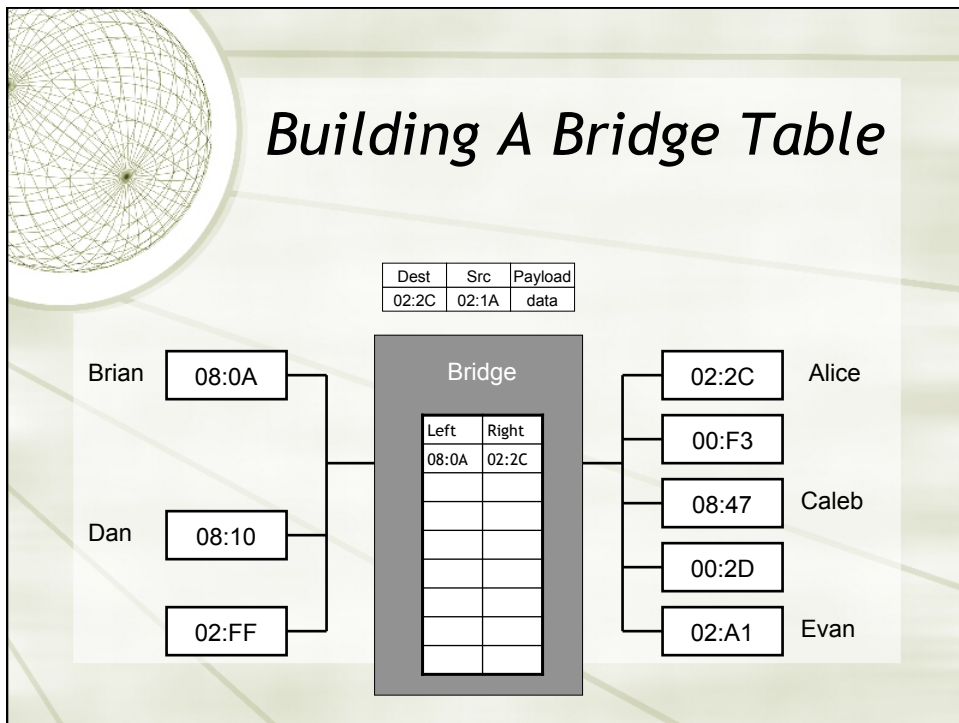 Building A Bridge Table
Dest Src Payload
02:2C 02:1A data
Bridge
Left Right
08:0A 02:2C
Brian 08:0A
Dan 08:10
02:FF
02:2C Alice
00:F3
08:47 Caleb
00:2D
02:A1 Evan